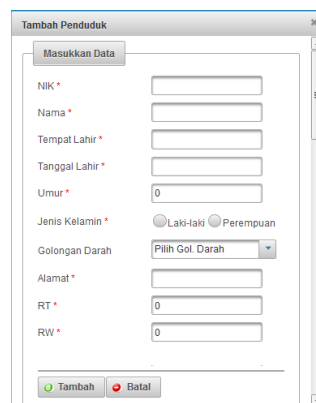 Tambah Penduduk
Masukkan Data
NIK *
Nama *
Tempat Lahir *
Tanggal Lahir *
Umur * 0
Jenis Kelamin * Laki-laki Perempuan
Golongan Darah Pilih Gol. Darah
Alamat *
RT * 0
RW * 0
Tambah Batal